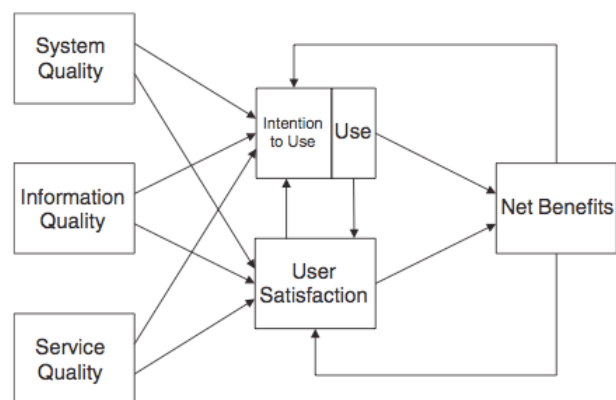 System
Quality
Intention
to Use
Use
Information
Quality
Net Benefits
User
Satisfaction
Service
Quality